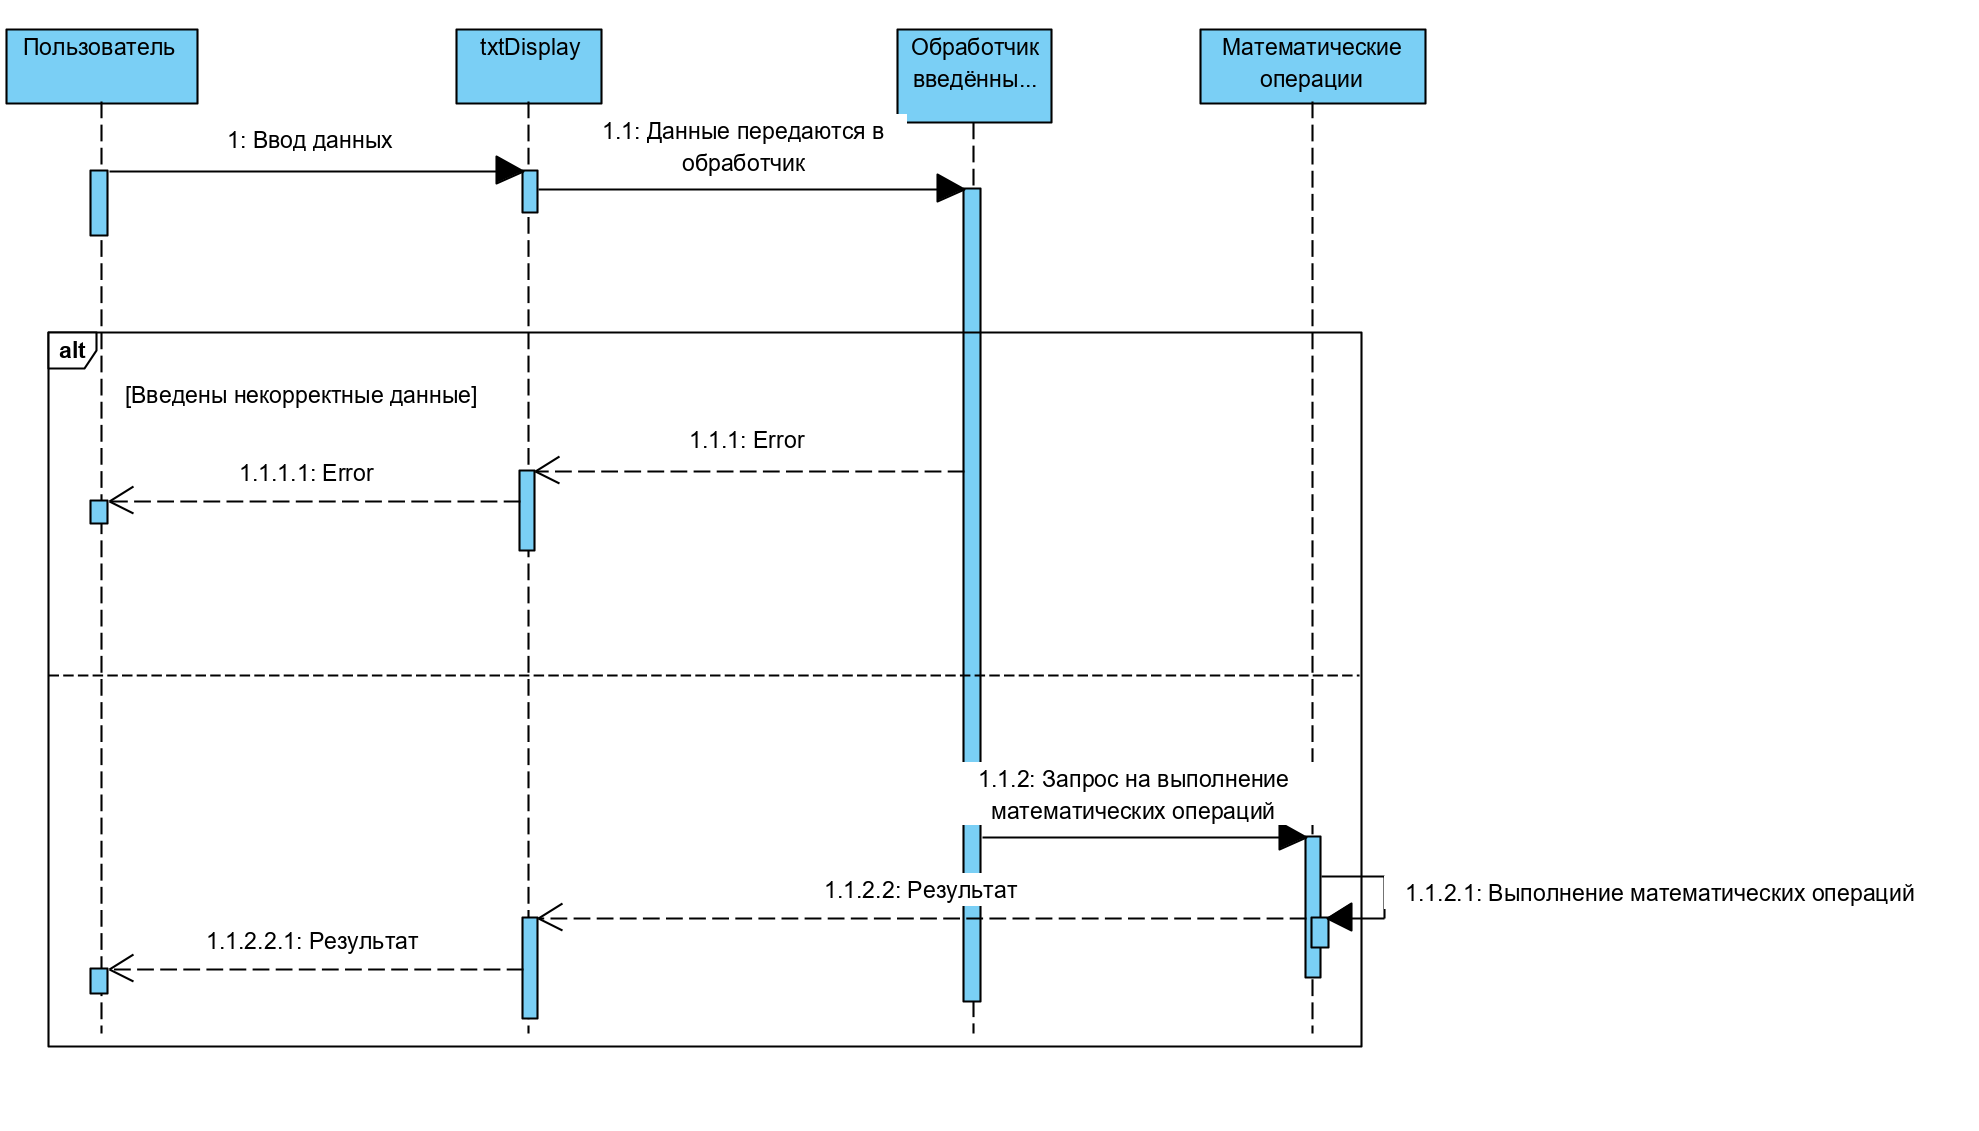 Пользователь
txtDisplay
Обработчик
введённы...
Математические
операции
1: Ввод данных
1.1: Данные передаются в
обработчик
alt
[Введены некорректные данные]
1.1.1: Error
1.1.1.1: Error
1.1.2: Запрос на выполнение
математических операций
1.1.2.1: Выполнение математических операций
1.1.2.2: Результат
1.1.2.2.1: Результат